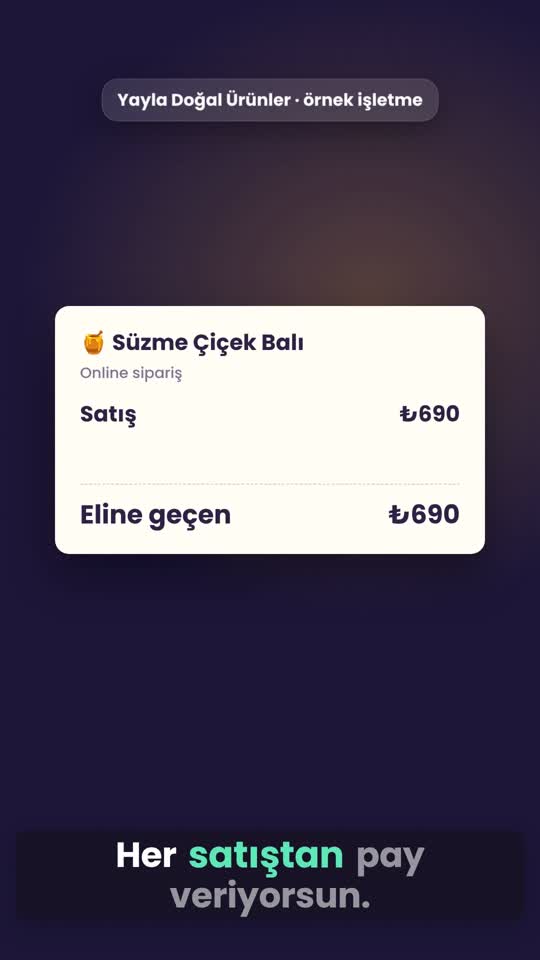 Yayla Doğal Ürünler · örnek işletme
Süzme Çiçek Balı
Online sipariş
Satış ₺690
Eline geçen ₺690
Her satıştan pay
veriyorsun.